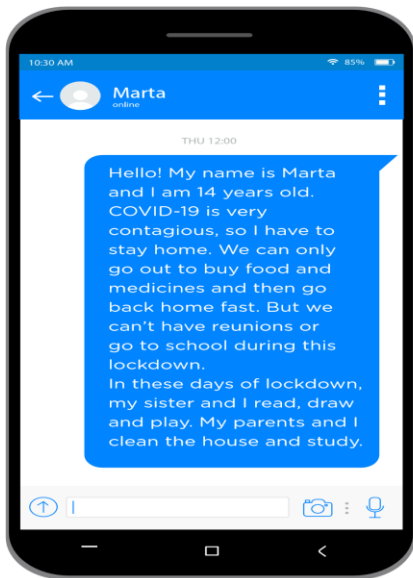 10:30 AM 85%
Marta
online
THU 12:00
Hello! My name is Marta
and I am 14 years old.
COVID-19 is very
contagious, so I have to
stay home. We can only
go out to buy food and
medicines and then go
back home fast. But we
can't have reunions or
go to school during this
lockdown.
In these days of lockdown,
my sister and I read, draw
and play. My parents and I
clean the house and study.